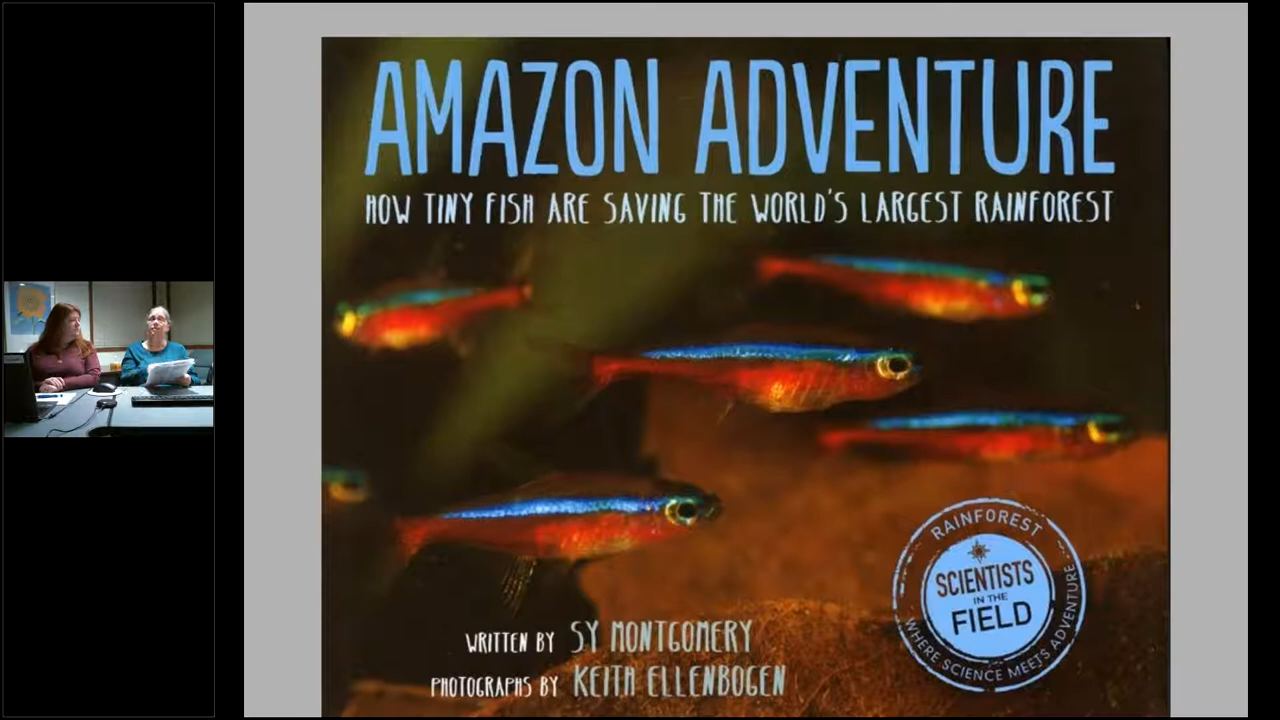 AMAZON ADVENTURE
HOW TINY FISH ARE SAVING THE WORLD'S LARGEST RAINFOREST
RAINFOREST
SCIENTISTS
IN THE
FIELD
WHERE SCIENCE MEETS ADVENTURE
WRITTEN BY SY MONTGOMERY
PHOTOGRAPHS BY KEITH ELLENBOGEN